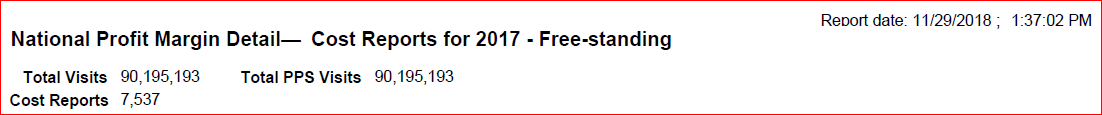 Report date: 11/29/2018 ; 1:37:02 PM
National Profit Margin Detail— Cost Reports for 2017 - Free-standing
Total Visits 90,195,193 Total PPS Visits 90,195,193
Cost Reports 7,537